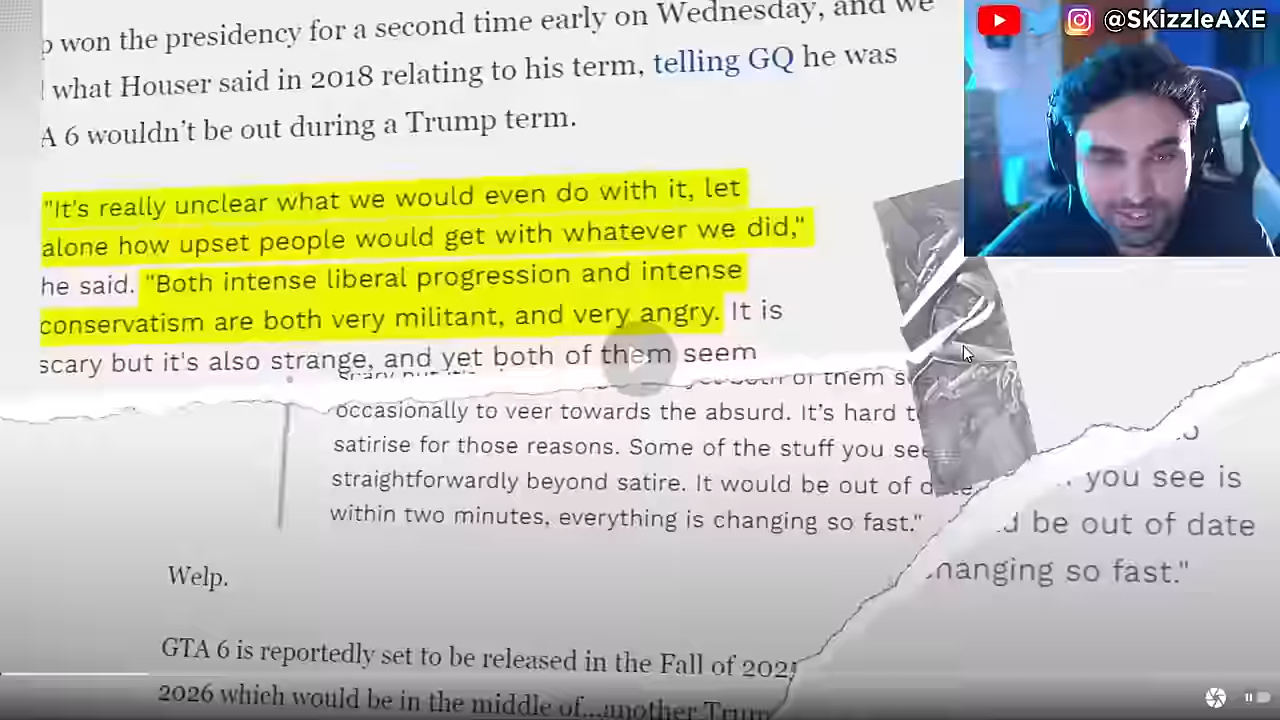 won the presidency for a second time early on Wednesday, and we
what Houser said in 2018 relating to his term, telling GQ he was
A 6 wouldn't be out during a Trump term.
"It's really unclear what we would even do with it, let
alone how upset people would get with whatever we did,"
he said. "Both intense liberal progression and intense
conservatism are both very militant, and very angry. It is
scary but it's also strange, and yet both of them seem
of them
occasionally to veer towards the absurd. It's hard
satirise for those reasons. Some of the stuff you see
straightforwardly beyond satire. It would be out of
within two minutes, everything is changing so fast."
you see is
be out of date
changing so fast."
Welp.
GTA 6 is reportedly set to be released in the Fall of
2026 which would be in the middle of...another Trum
@SKizzleAXE